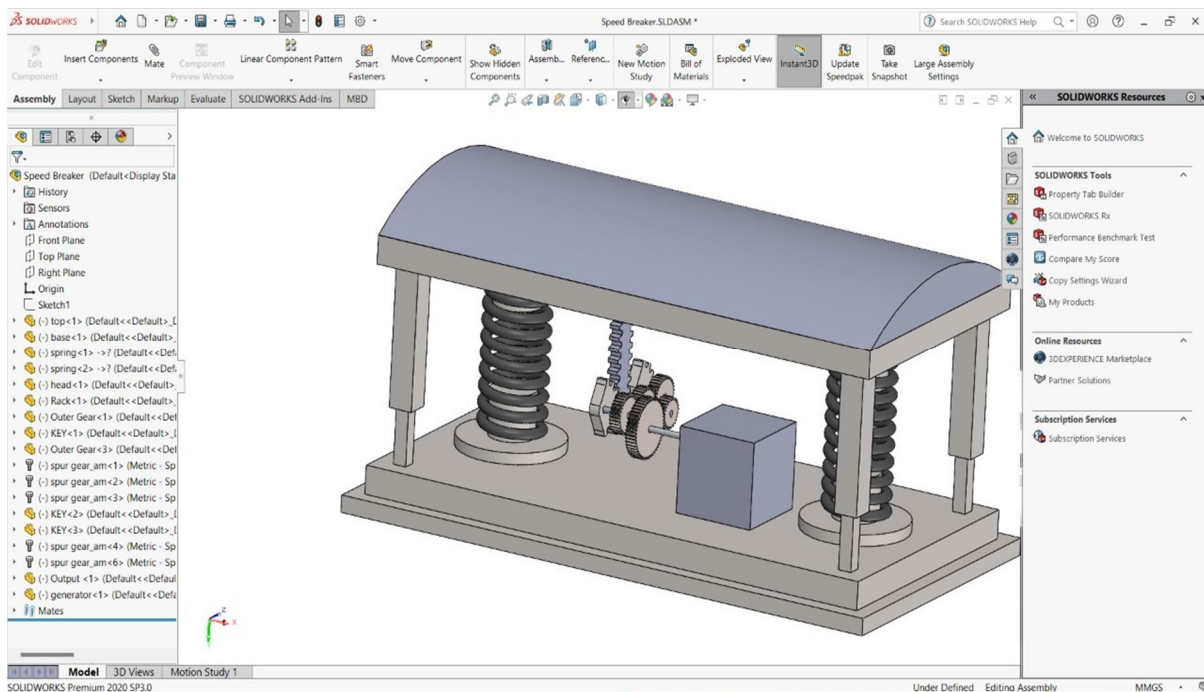 SOLIDWORKS
Speed Breaker.SLDASM *
Search SOLIDWORKS Help
Edit Component
Insert Components
Mate
Component Preview Window
Linear Component Pattern
Smart Fasteners
Move Component
Show Hidden Components
Assemb...
Referenc...
New Motion Study
Bill of Materials
Exploded View
Instant3D
Update Speedpak
Take Snapshot
Large Assembly Settings
Assembly
Layout
Sketch
Markup
Evaluate
SOLIDWORKS Add-Ins
MBD
Speed Breaker (Default<Display Sta
History
Sensors
Annotations
Front Plane
Top Plane
Right Plane
Origin
Sketch1
(-) top<1> (Default<<Default>_D
(-) base<1> (Default<<Default>_
(-) spring<1> ->? (Default<<Def
(-) spring<2> ->? (Default<<Def
(-) head<1> (Default<<Default>_
(-) Rack<1> (Default<<Default>_
(-) Outer Gear<1> (Default<<Def
(-) KEY<1> (Default<<Default>_D
(-) Outer Gear<3> (Default<<Def
(-) spur gear_am<1> (Metric - Sp
(-) spur gear_am<2> (Metric - Sp
(-) spur gear_am<3> (Metric - Sp
(-) KEY<2> (Default<<Default>_D
(-) KEY<3> (Default<<Default>_D
(-) spur gear_am<4> (Metric - Sp
(-) spur gear_am<6> (Metric - Sp
(-) Output <1> (Default<<Defaul
(-) generator<1> (Default<<Defa
Mates
z
x
SOLIDWORKS Resources
Welcome to SOLIDWORKS
SOLIDWORKS Tools
Property Tab Builder
SOLIDWORKS Rx
Performance Benchmark Test
Compare My Score
Copy Settings Wizard
My Products
Online Resources
3DEXPERIENCE Marketplace
Partner Solutions
Subscription Services
Subscription Services
Model
3D Views
Motion Study 1
SOLIDWORKS Premium 2020 SP3.0
Under Defined
Editing Assembly
MMGS